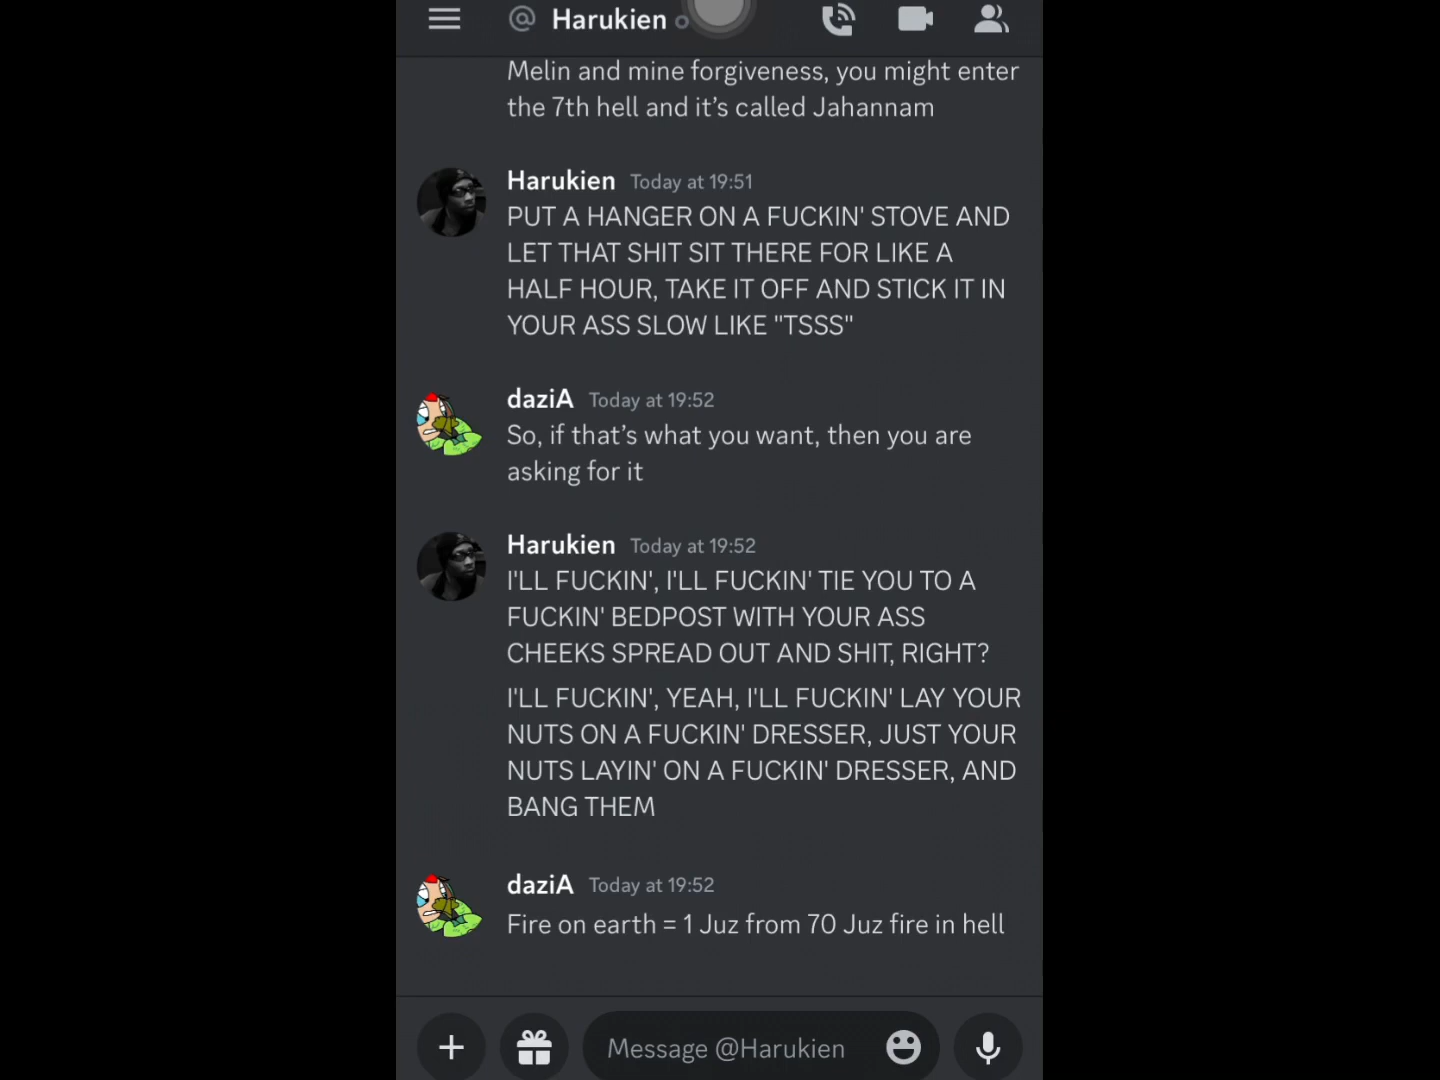 @ Harukien
Melin and mine forgiveness, you might enter
the 7th hell and it’s called Jahannam
Harukien Today at 19:51
PUT A HANGER ON A FUCKIN' STOVE AND
LET THAT SHIT SIT THERE FOR LIKE A
HALF HOUR, TAKE IT OFF AND STICK IT IN
YOUR ASS SLOW LIKE "TSSS"
daziA Today at 19:52
So, if that’s what you want, then you are
asking for it
Harukien Today at 19:52
I'LL FUCKIN', I'LL FUCKIN' TIE YOU TO A
FUCKIN' BEDPOST WITH YOUR ASS
CHEEKS SPREAD OUT AND SHIT, RIGHT?
I'LL FUCKIN', YEAH, I'LL FUCKIN' LAY YOUR
NUTS ON A FUCKIN' DRESSER, JUST YOUR
NUTS LAYIN' ON A FUCKIN' DRESSER, AND
BANG THEM
daziA Today at 19:52
Fire on earth = 1 Juz from 70 Juz fire in hell
Message @Harukien